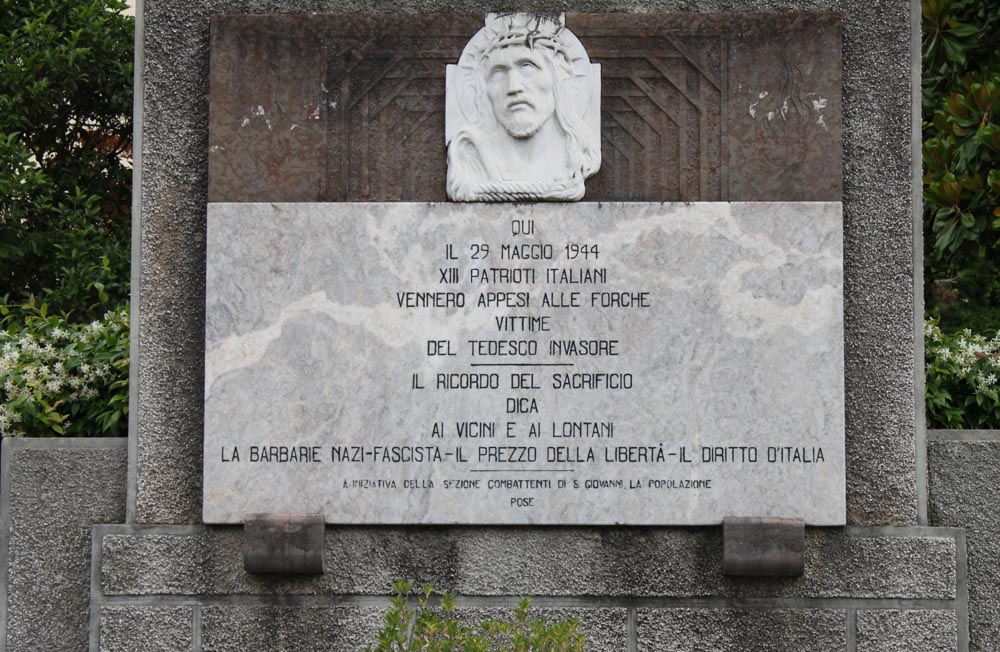 QUI
IL 29 MAGGIO 1944
XIII PATRIOTI ITALIANI
VENNERO APPESI ALLE FORCHE
VITTIME
DEL TEDESCO INVASORE
IL RICORDO DEL SACRIFICIO
DICA
AI VICINI E AI LONTANI
LA BARBARIE NAZI-FASCISTA-IL PREZZO DELLA LIBERTÀ-IL DIRITTO D'ITALIA
A INIZIATIVA DELLA SEZIONE COMBATTENTI DI S. GIOVANNI, LA POPOLAZIONE
POSE